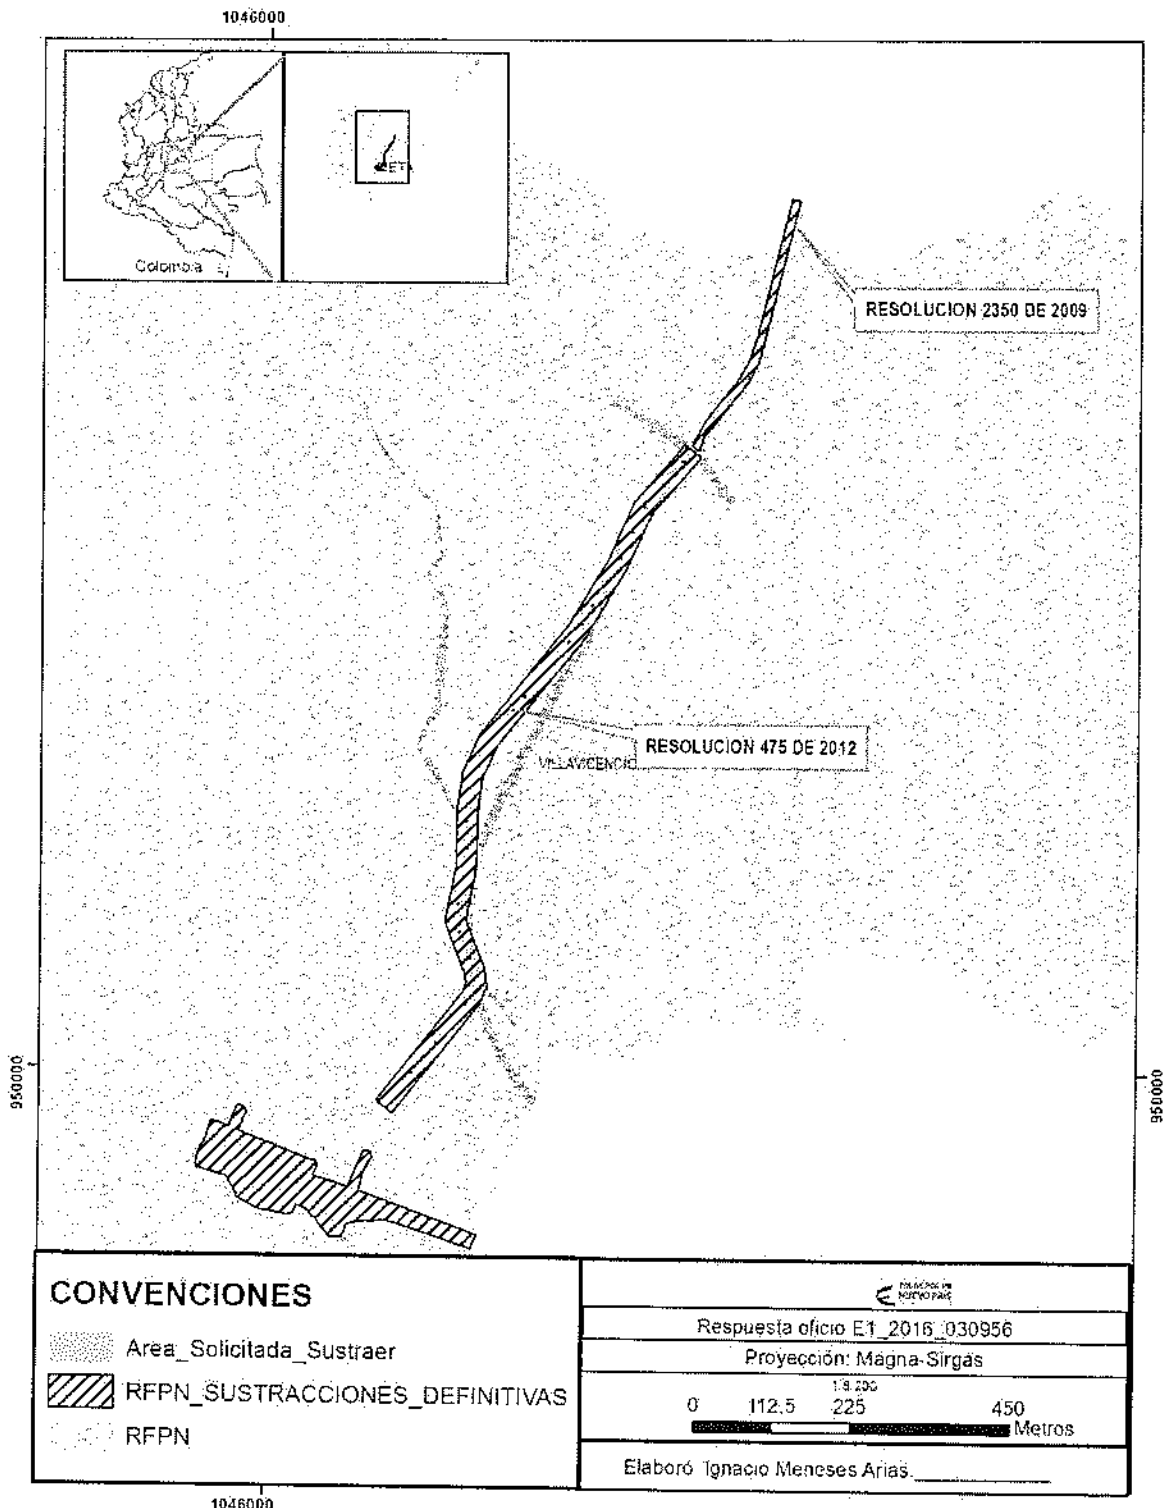 1046000
Colombia
META
RESOLUCION 2350 DE 2009
RESOLUCION 475 DE 2012
VILLAVICENCIO
950000
950000
CONVENCIONES
Area_Solicitada_Sustraer
RFPN_SUSTRACCIONES_DEFINITIVAS
RFPN
Respuesta oficio E1_2016_030956
Proyección: Magna-Sirgas
0 112,5 225 450
Metros
Elaboró Ignacio Meneses Arias.
1046000